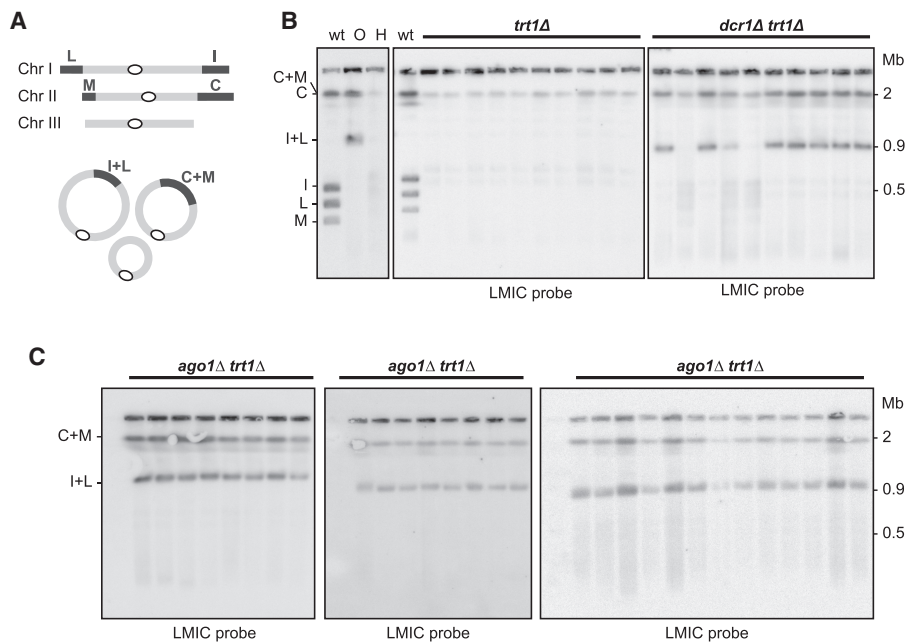 A
L I
Chr I
M C
Chr II
Chr III
I+L
C+M
B
wt O H wt trt1Δ dcr1Δ trt1Δ
Mb
C+M
C
2
I+L
0.9
I
0.5
L
M
LMIC probe LMIC probe
C
ago1Δ trt1Δ ago1Δ trt1Δ ago1Δ trt1Δ
Mb
C+M
2
I+L
0.9
0.5
LMIC probe LMIC probe LMIC probe